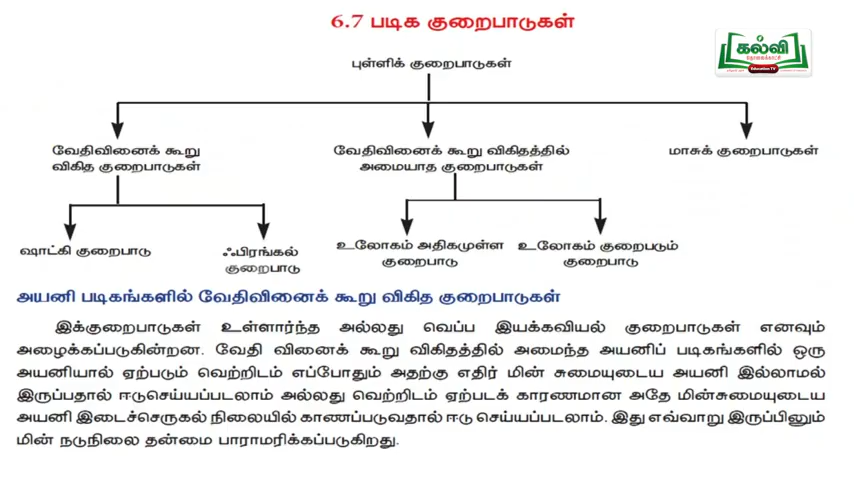 6.7 படிக குறைபாடுகள்
கல்வி
தொலைக்காட்சி
Education TV
புள்ளிக் குறைபாடுகள்
வேதிவினைக் கூறு
விகித குறைபாடுகள்
வேதிவினைக் கூறு விகிதத்தில்
அமையாத குறைபாடுகள்
மாசுக் குறைபாடுகள்
ஷாட்கி குறைபாடு
ஃபிரங்கல்
குறைபாடு
உலோகம் அதிகமுள்ள
குறைபாடு
உலோகம் குறைபடும்
குறைபாடு
அயனி படிகங்களில் வேதிவினைக் கூறு விகித குறைபாடுகள்
இக்குறைபாடுகள் உள்ளார்ந்த அல்லது வெப்ப இயக்கவியல் குறைபாடுகள் எனவும்
அழைக்கப்படுகின்றன. வேதி வினைக் கூறு விகிதத்தில் அமைந்த அயனிப் படிகங்களில் ஒரு
அயனியால் ஏற்படும் வெற்றிடம் எப்போதும் அதற்கு எதிர் மின் சுமையுடைய அயனி இல்லாமல்
இருப்பதால் ஈடுசெய்யப்படலாம் அல்லது வெற்றிடம் ஏற்படக் காரணமான அதே மின்சுமையுடைய
அயனி இடைச்செருகல் நிலையில் காணப்படுவதால் ஈடு செய்யப்படலாம். இது எவ்வாறு இருப்பினும்
மின் நடுநிலை தன்மை பாராமரிக்கப்படுகிறது.